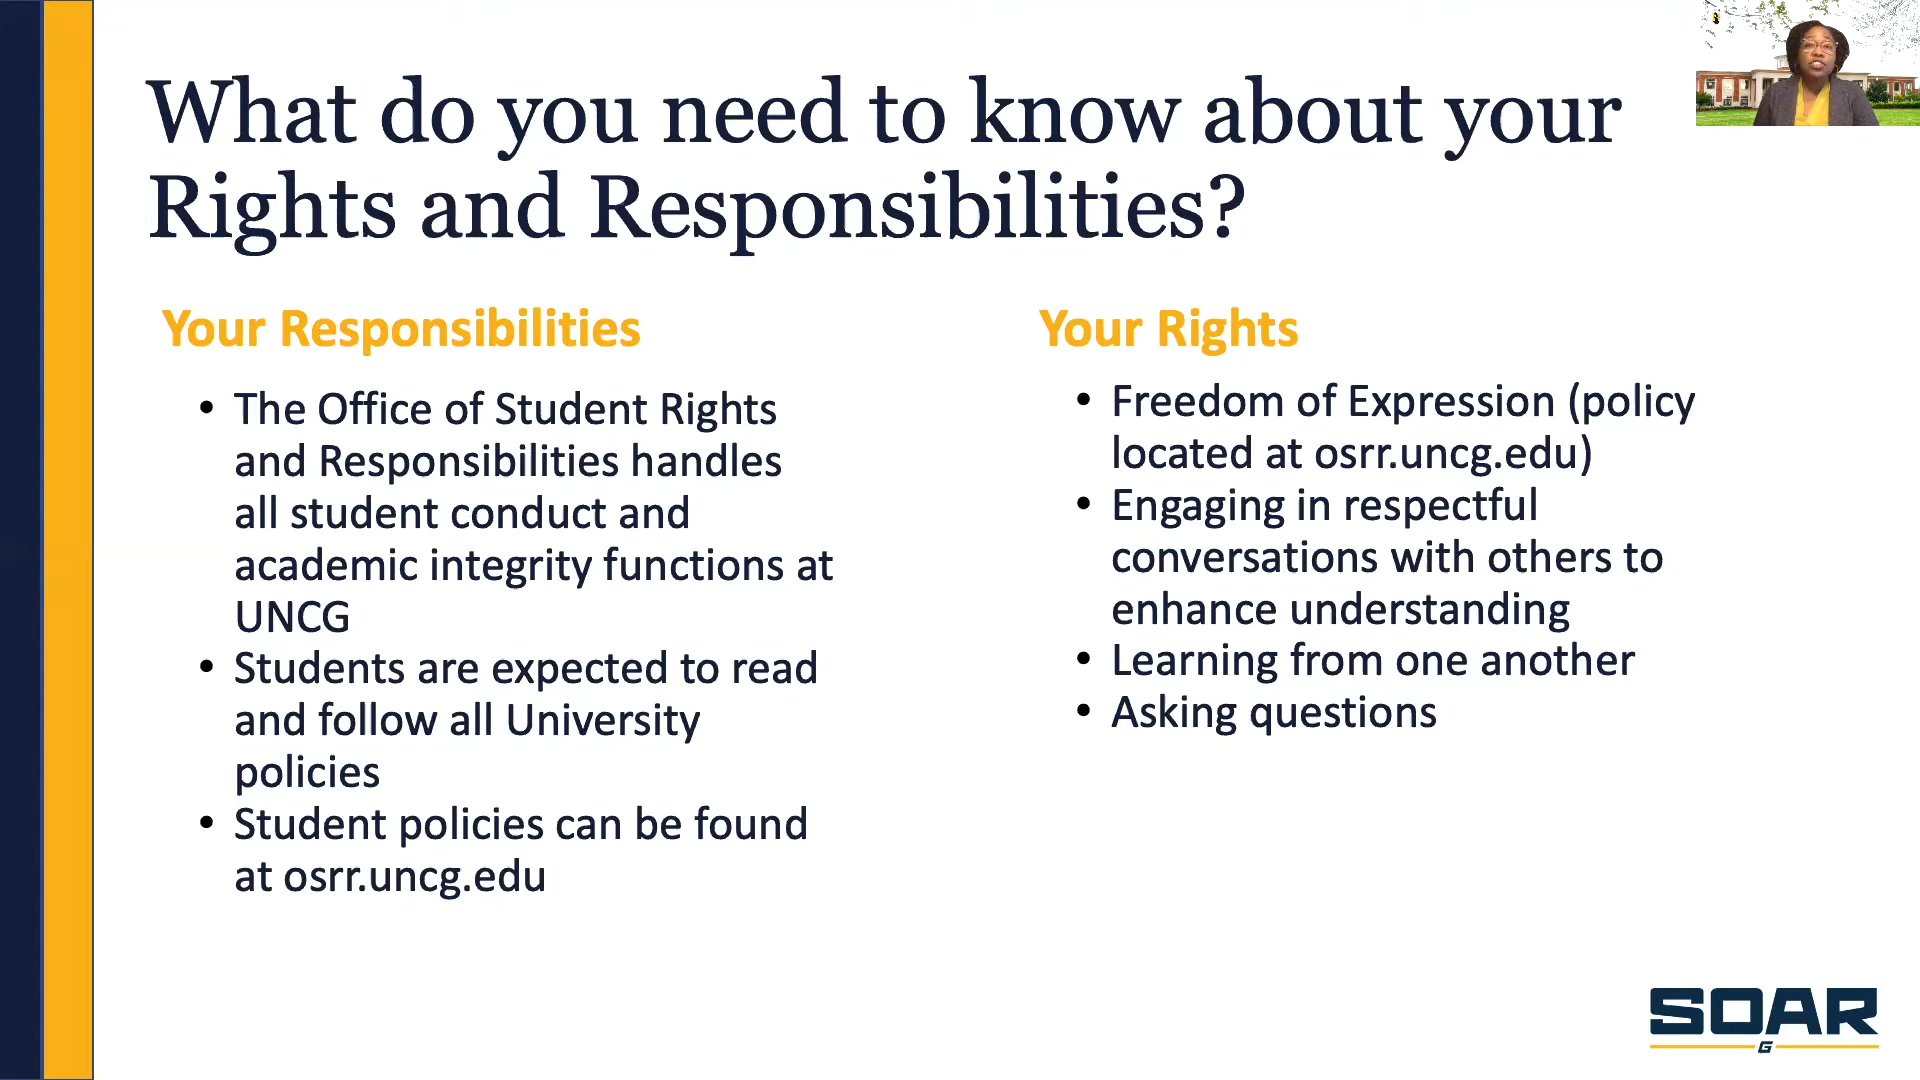 What do you need to know about your
Rights and Responsibilities?
Your Responsibilities
• The Office of Student Rights
and Responsibilities handles
all student conduct and
academic integrity functions at
UNCG
• Students are expected to read
and follow all University
policies
• Student policies can be found
at osrr.uncg.edu
Your Rights
• Freedom of Expression (policy
located at osrr.uncg.edu)
• Engaging in respectful
conversations with others to
enhance understanding
• Learning from one another
• Asking questions
SOAR
G